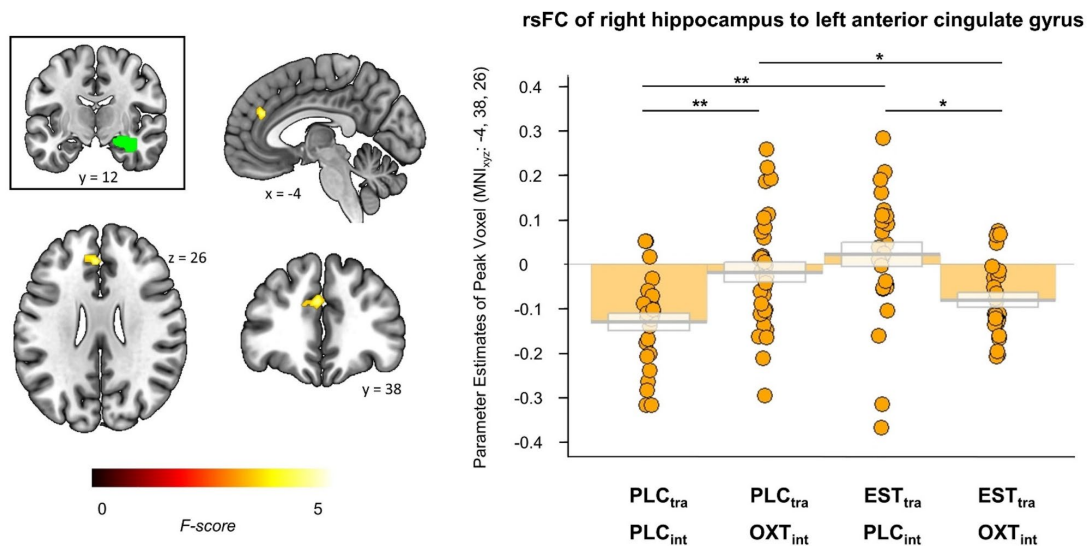 rsFC of right hippocampus to left anterior cingulate gyrus
y = 12
x = -4
z = 26
y = 38
0
5
F-score
Parameter Estimates of Peak Voxel (MNIxyz: -4, 38, 26)
0.4
0.3
0.2
0.1
0
-0.1
-0.2
-0.3
-0.4
*
**
**
*
PLCtra PLCtra ESTtra ESTtra
PLCint OXTint PLCint OXTint